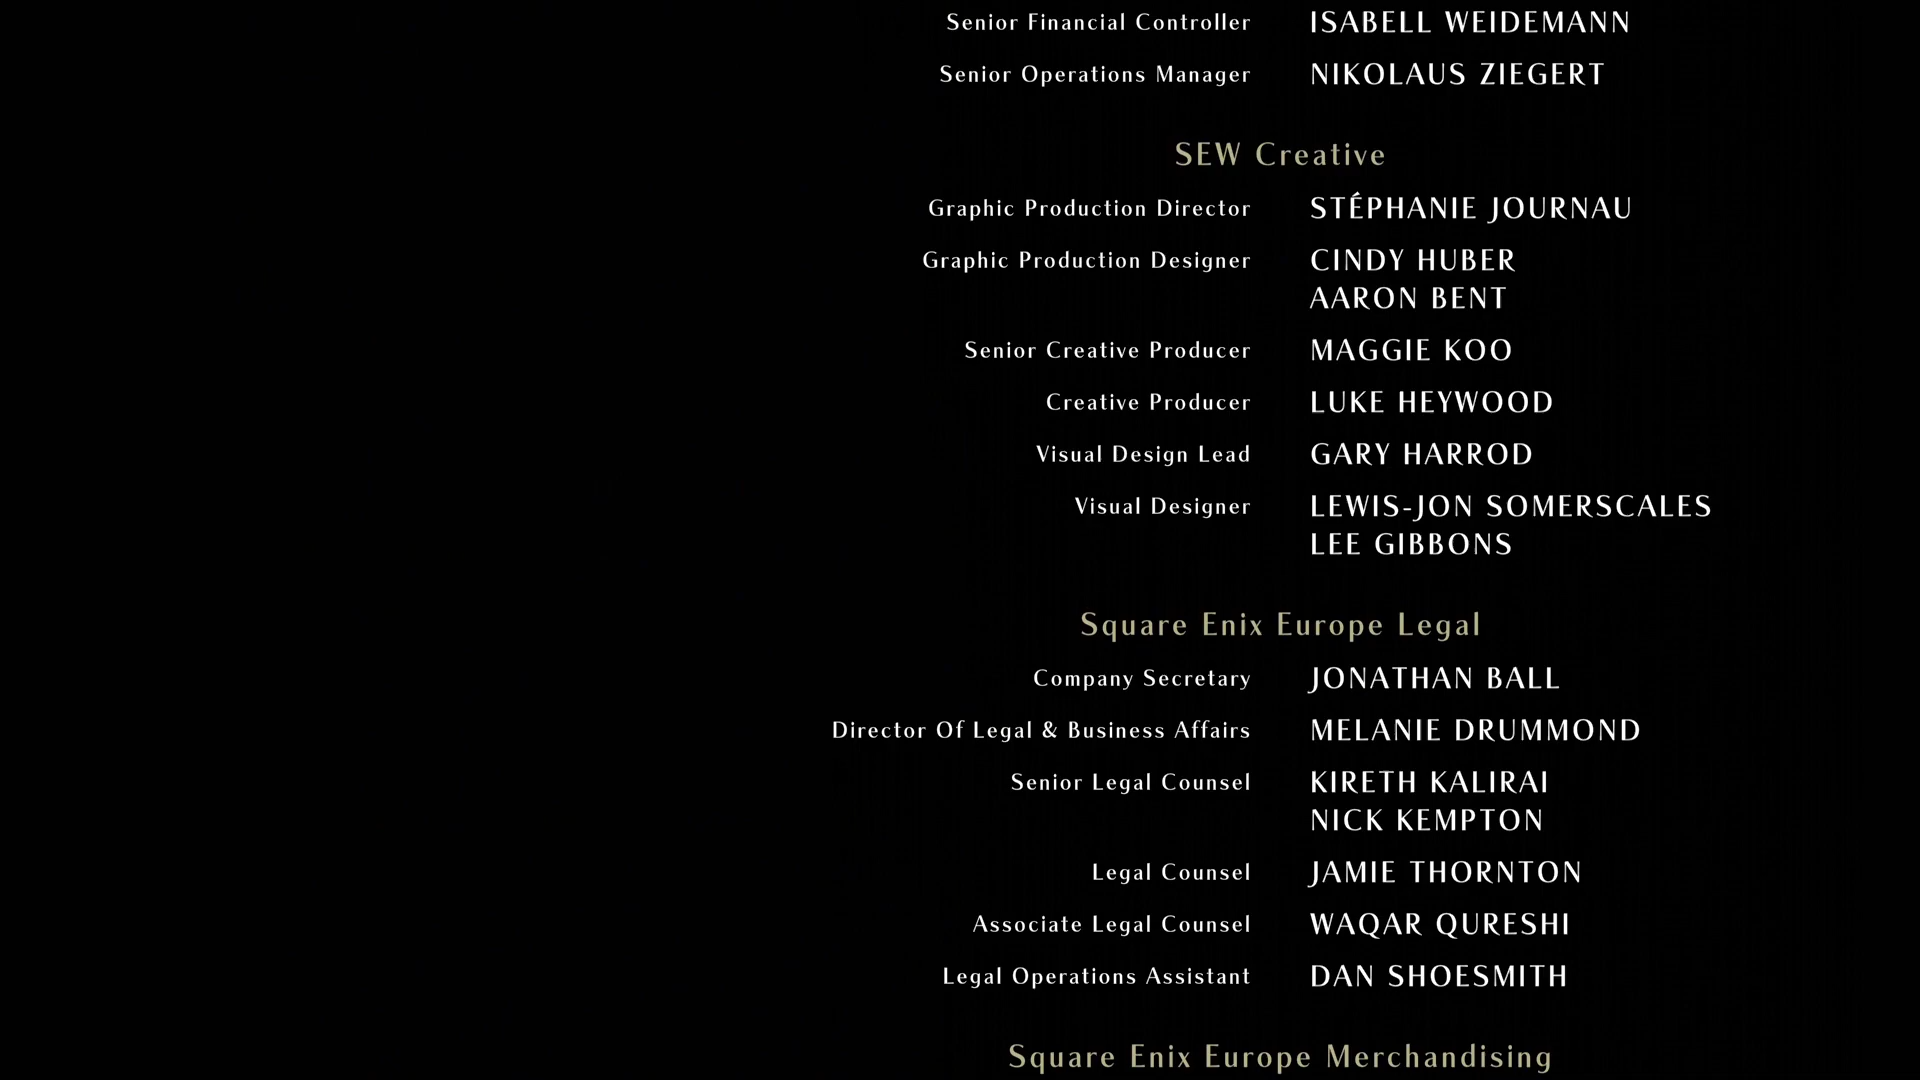 Senior Financial Controller ISABELL WEIDEMANN
Senior Operations Manager NIKOLAUS ZIEGERT
SEW Creative
Graphic Production Director STÉPHANIE JOURNAU
Graphic Production Designer CINDY HUBER
AARON BENT
Senior Creative Producer MAGGIE KOO
Creative Producer LUKE HEYWOOD
Visual Design Lead GARY HARROD
Visual Designer LEWIS-JON SOMERSCALES
LEE GIBBONS
Square Enix Europe Legal
Company Secretary JONATHAN BALL
Director Of Legal & Business Affairs MELANIE DRUMMOND
Senior Legal Counsel KIRETH KALIRAI
NICK KEMPTON
Legal Counsel JAMIE THORNTON
Associate Legal Counsel WAQAR QURESHI
Legal Operations Assistant DAN SHOESMITH
Square Enix Europe Merchandising